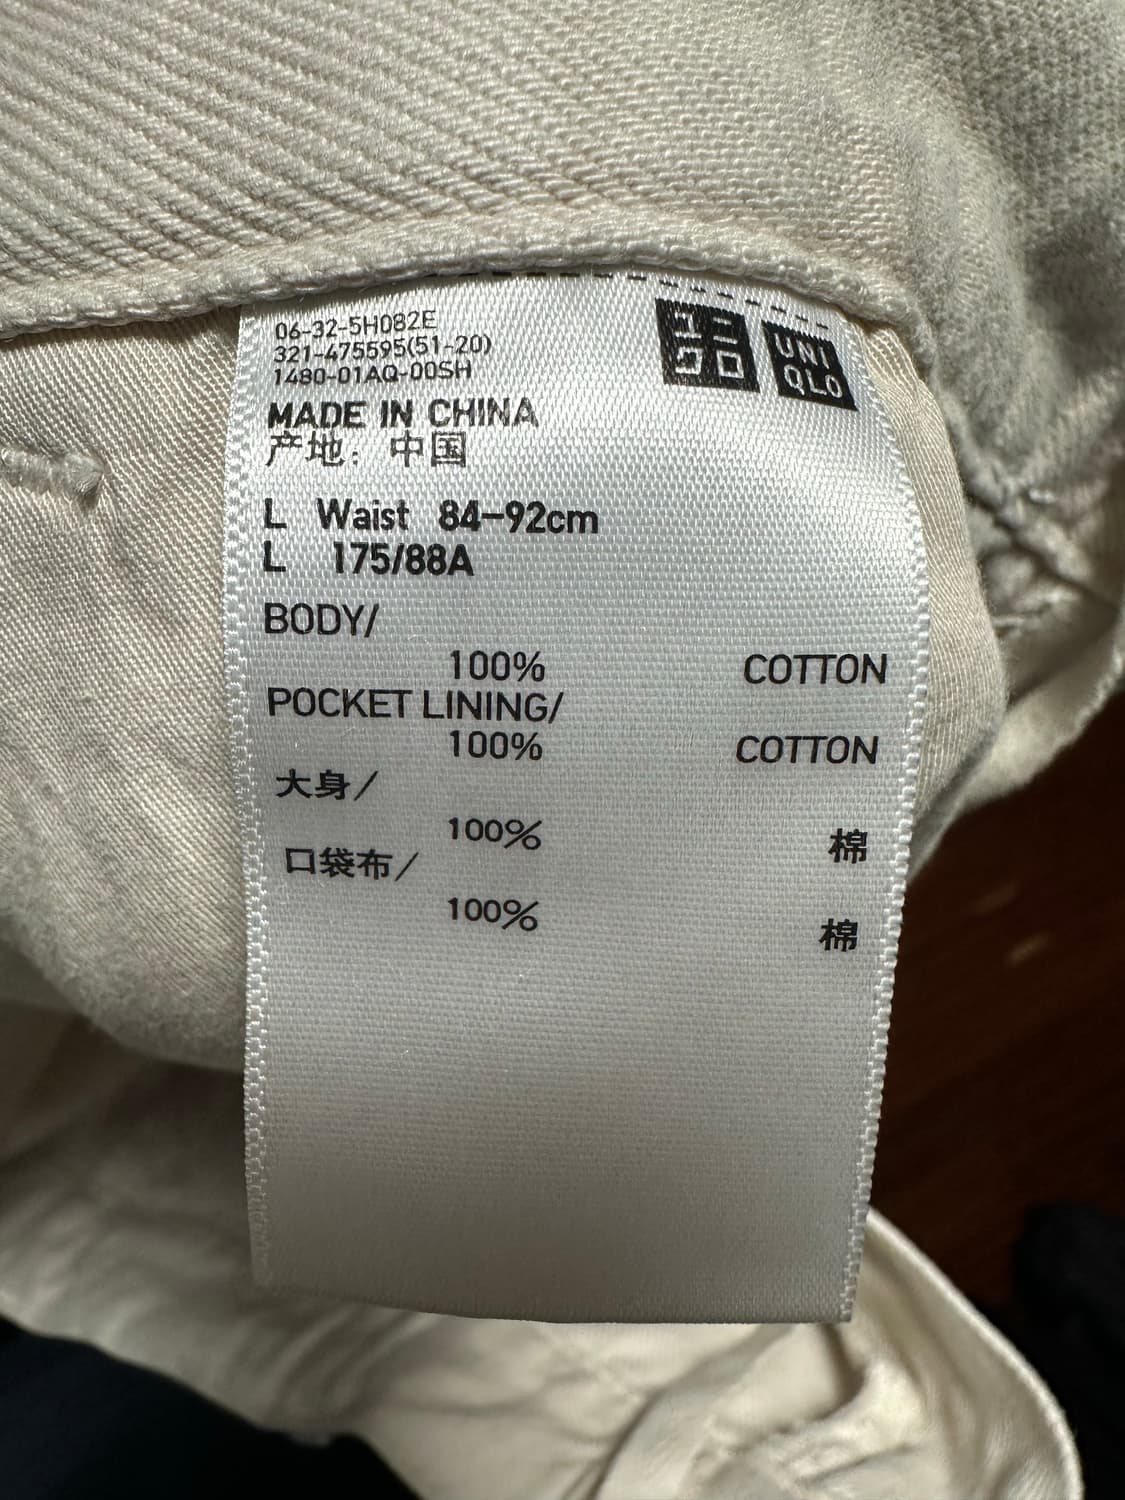 06-32-5H082E
321-475595(51-20)
1480-01AQ-00SH
ユニ
クロ
UNI
QLO
MADE IN CHINA
产地：中国
L Waist 84-92cm
L 175/88A
BODY/
100% COTTON
POCKET LINING/
100% COTTON
大身/
100% 棉
口袋布/
100% 棉